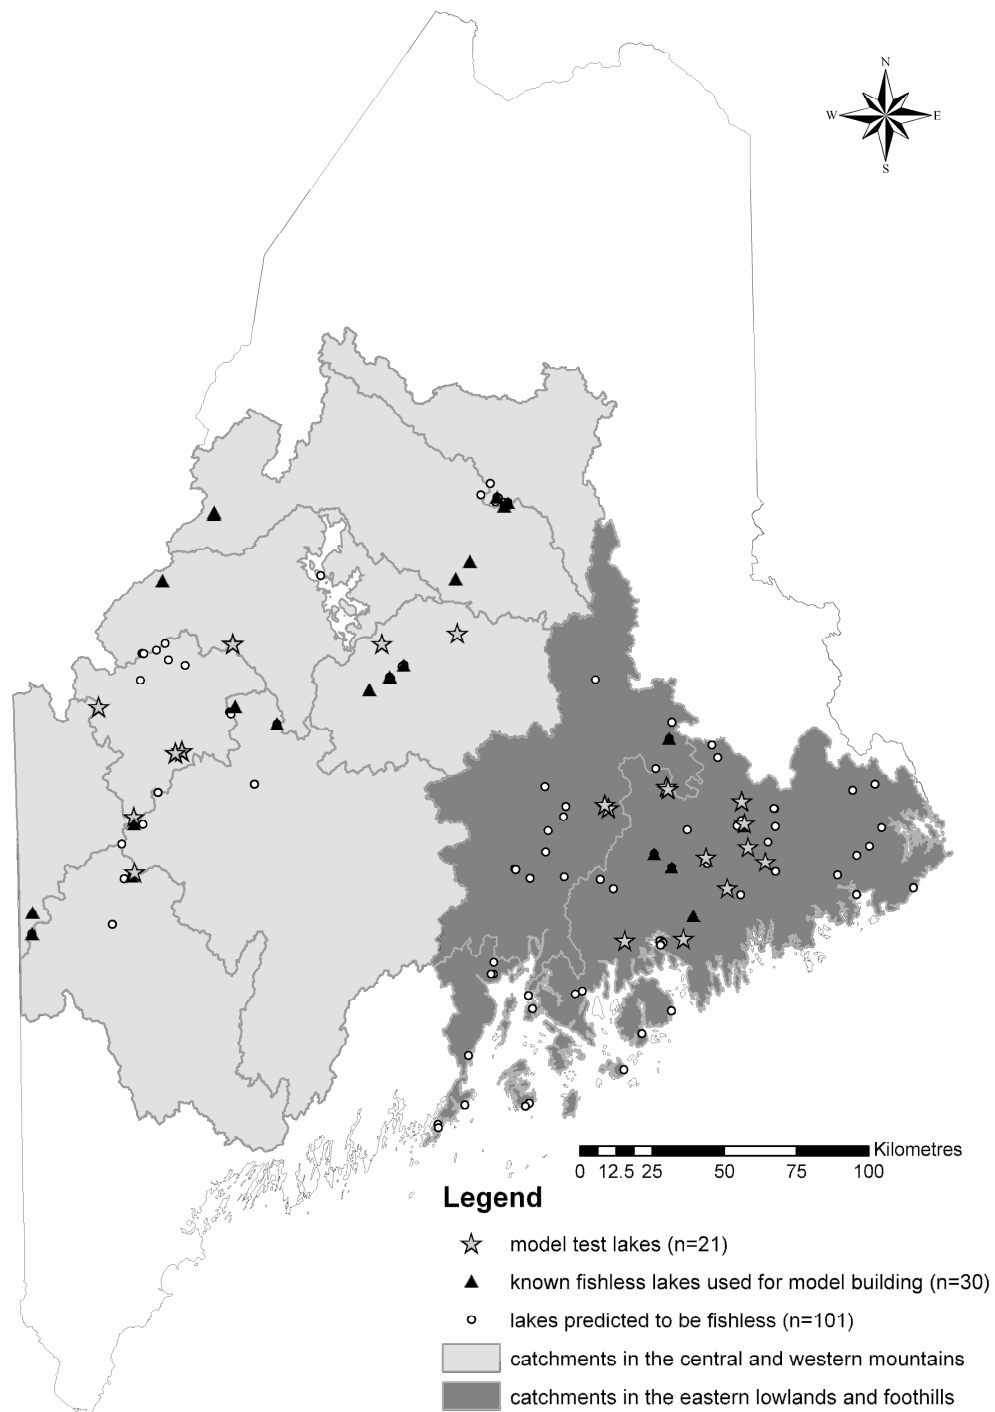 N
W E
S
Kilometres
0 12.5 25 50 75 100
Legend
model test lakes (n=21)
known fishless lakes used for model building (n=30)
lakes predicted to be fishless (n=101)
catchments in the central and western mountains
catchments in the eastern lowlands and foothills